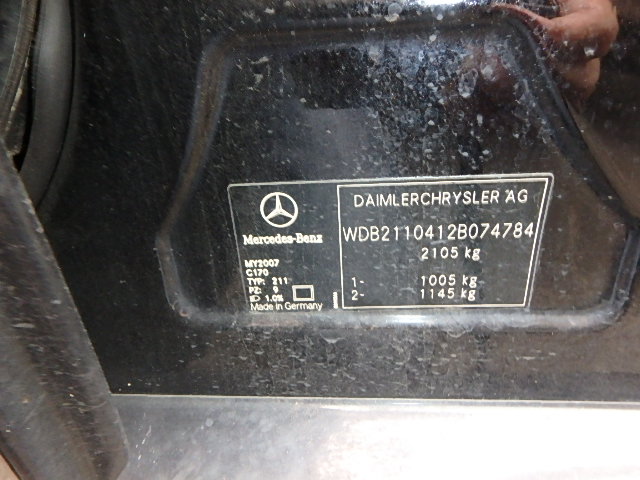 Mercedes-Benz
MY2007
C170
TYP: 211
PZ: 9
1.0%
Made in Germany
DAIMLERCHRYSLER AG
WDB2110412B074784
2105 kg
1- 1005 kg
2- 1145 kg